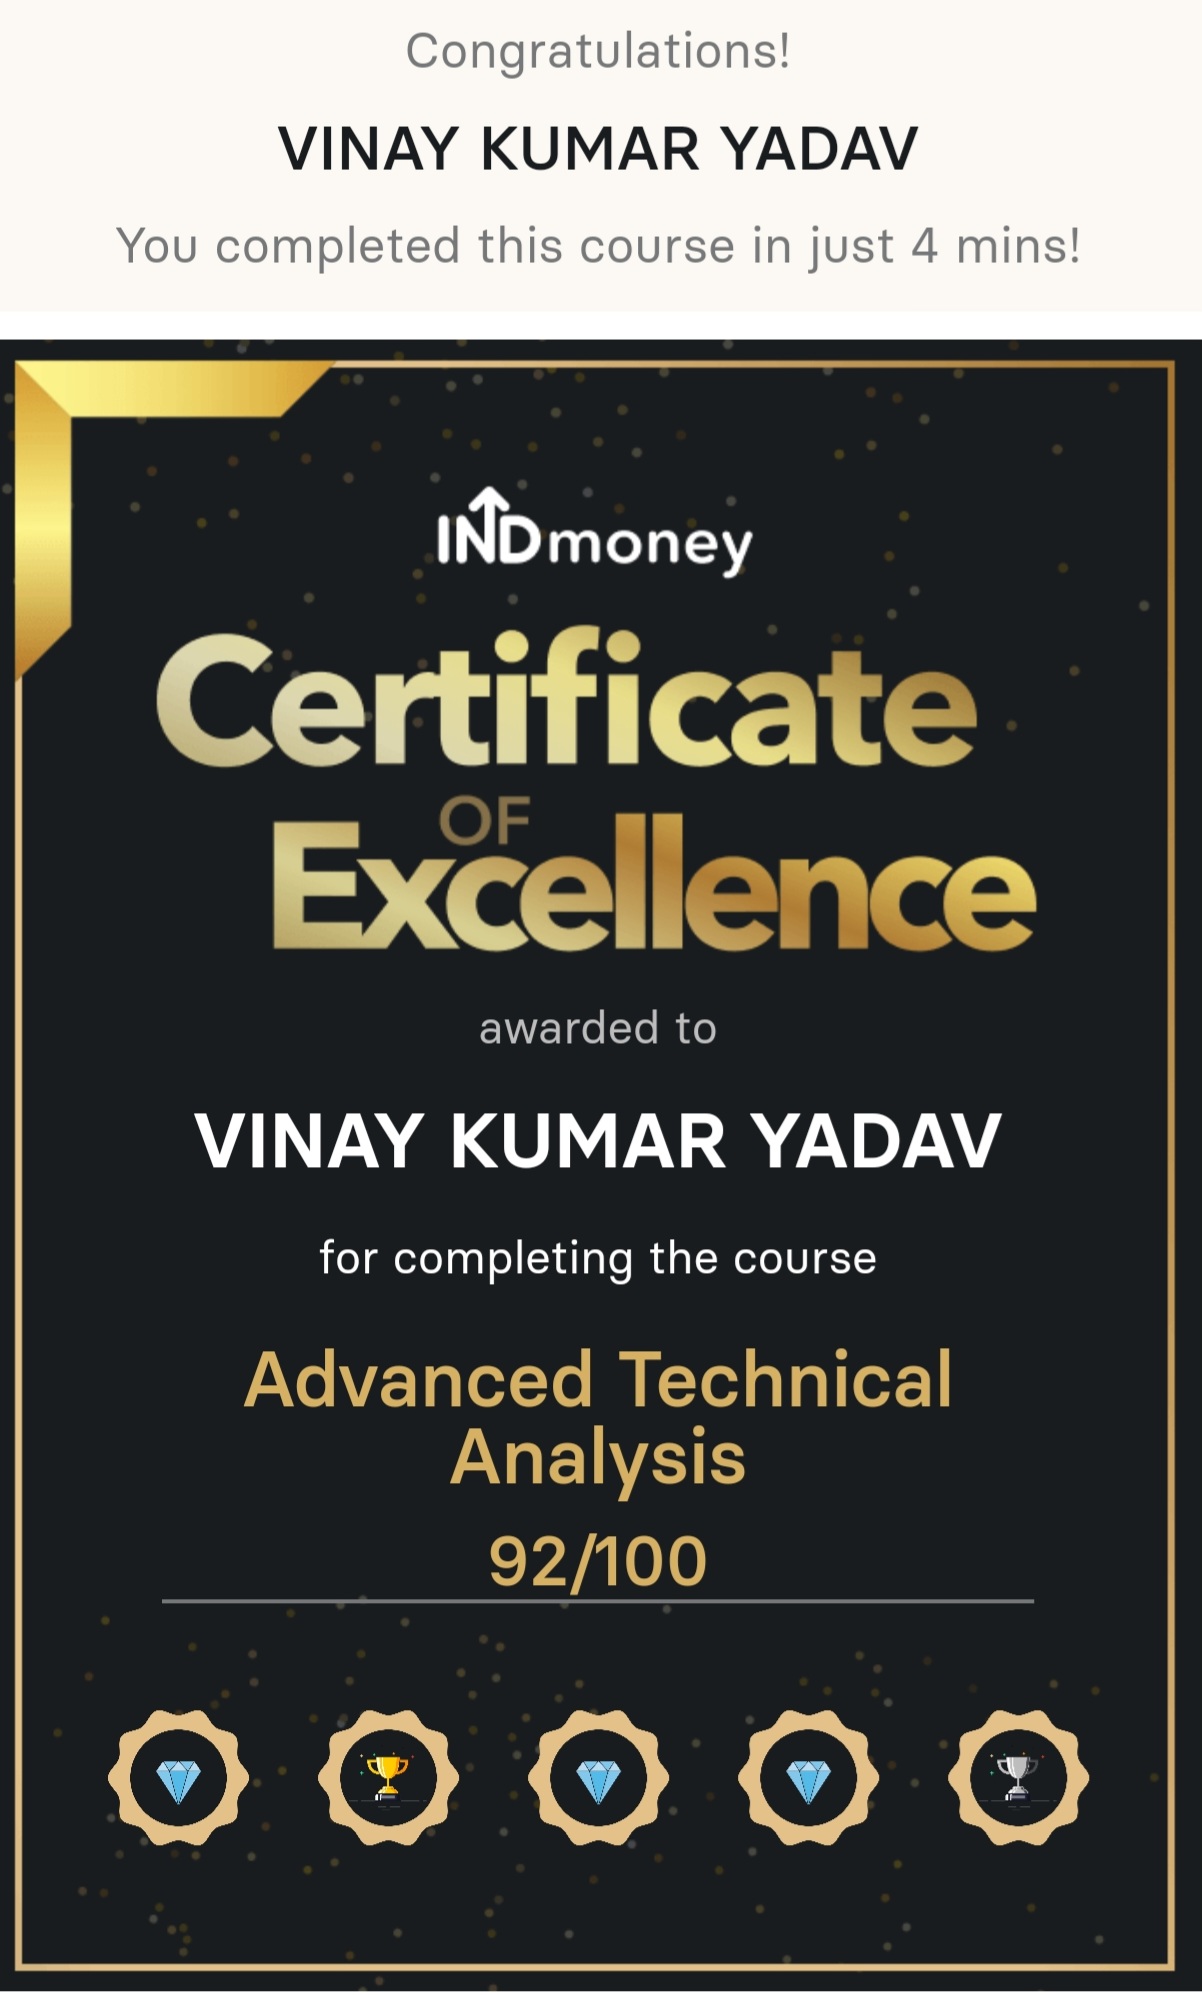 Congratulations!
VINAY KUMAR YADAV
You completed this course in just 4 mins!
INDmoney
Certificate
OF
Excellence
awarded to
VINAY KUMAR YADAV
for completing the course
Advanced Technical
Analysis
92/100